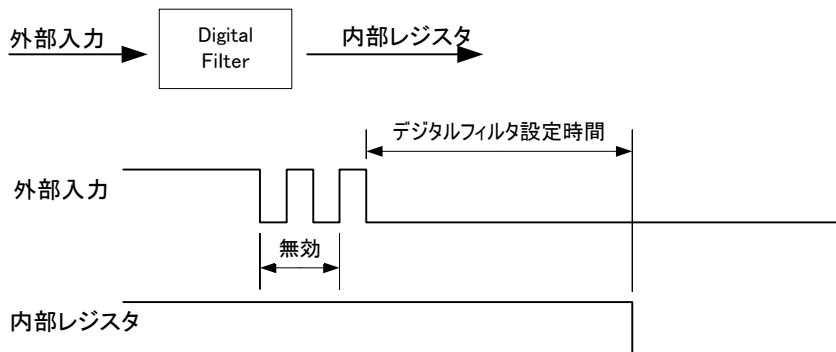 外部入力
Digital
Filter
内部レジスタ
デジタルフィルタ設定時間
外部入力
無効
内部レジスタ